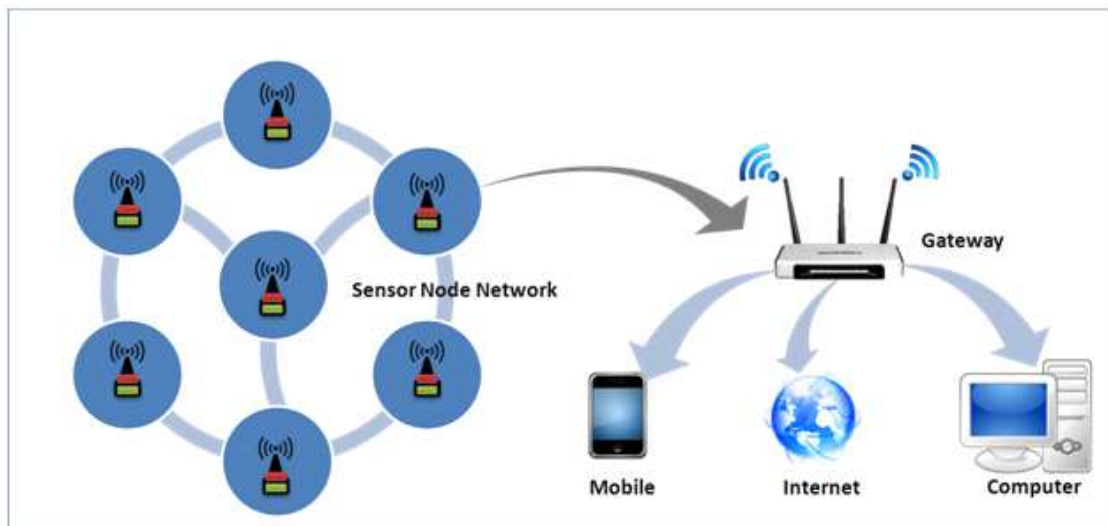 Gateway
Sensor Node Network
Mobile
Internet
Computer